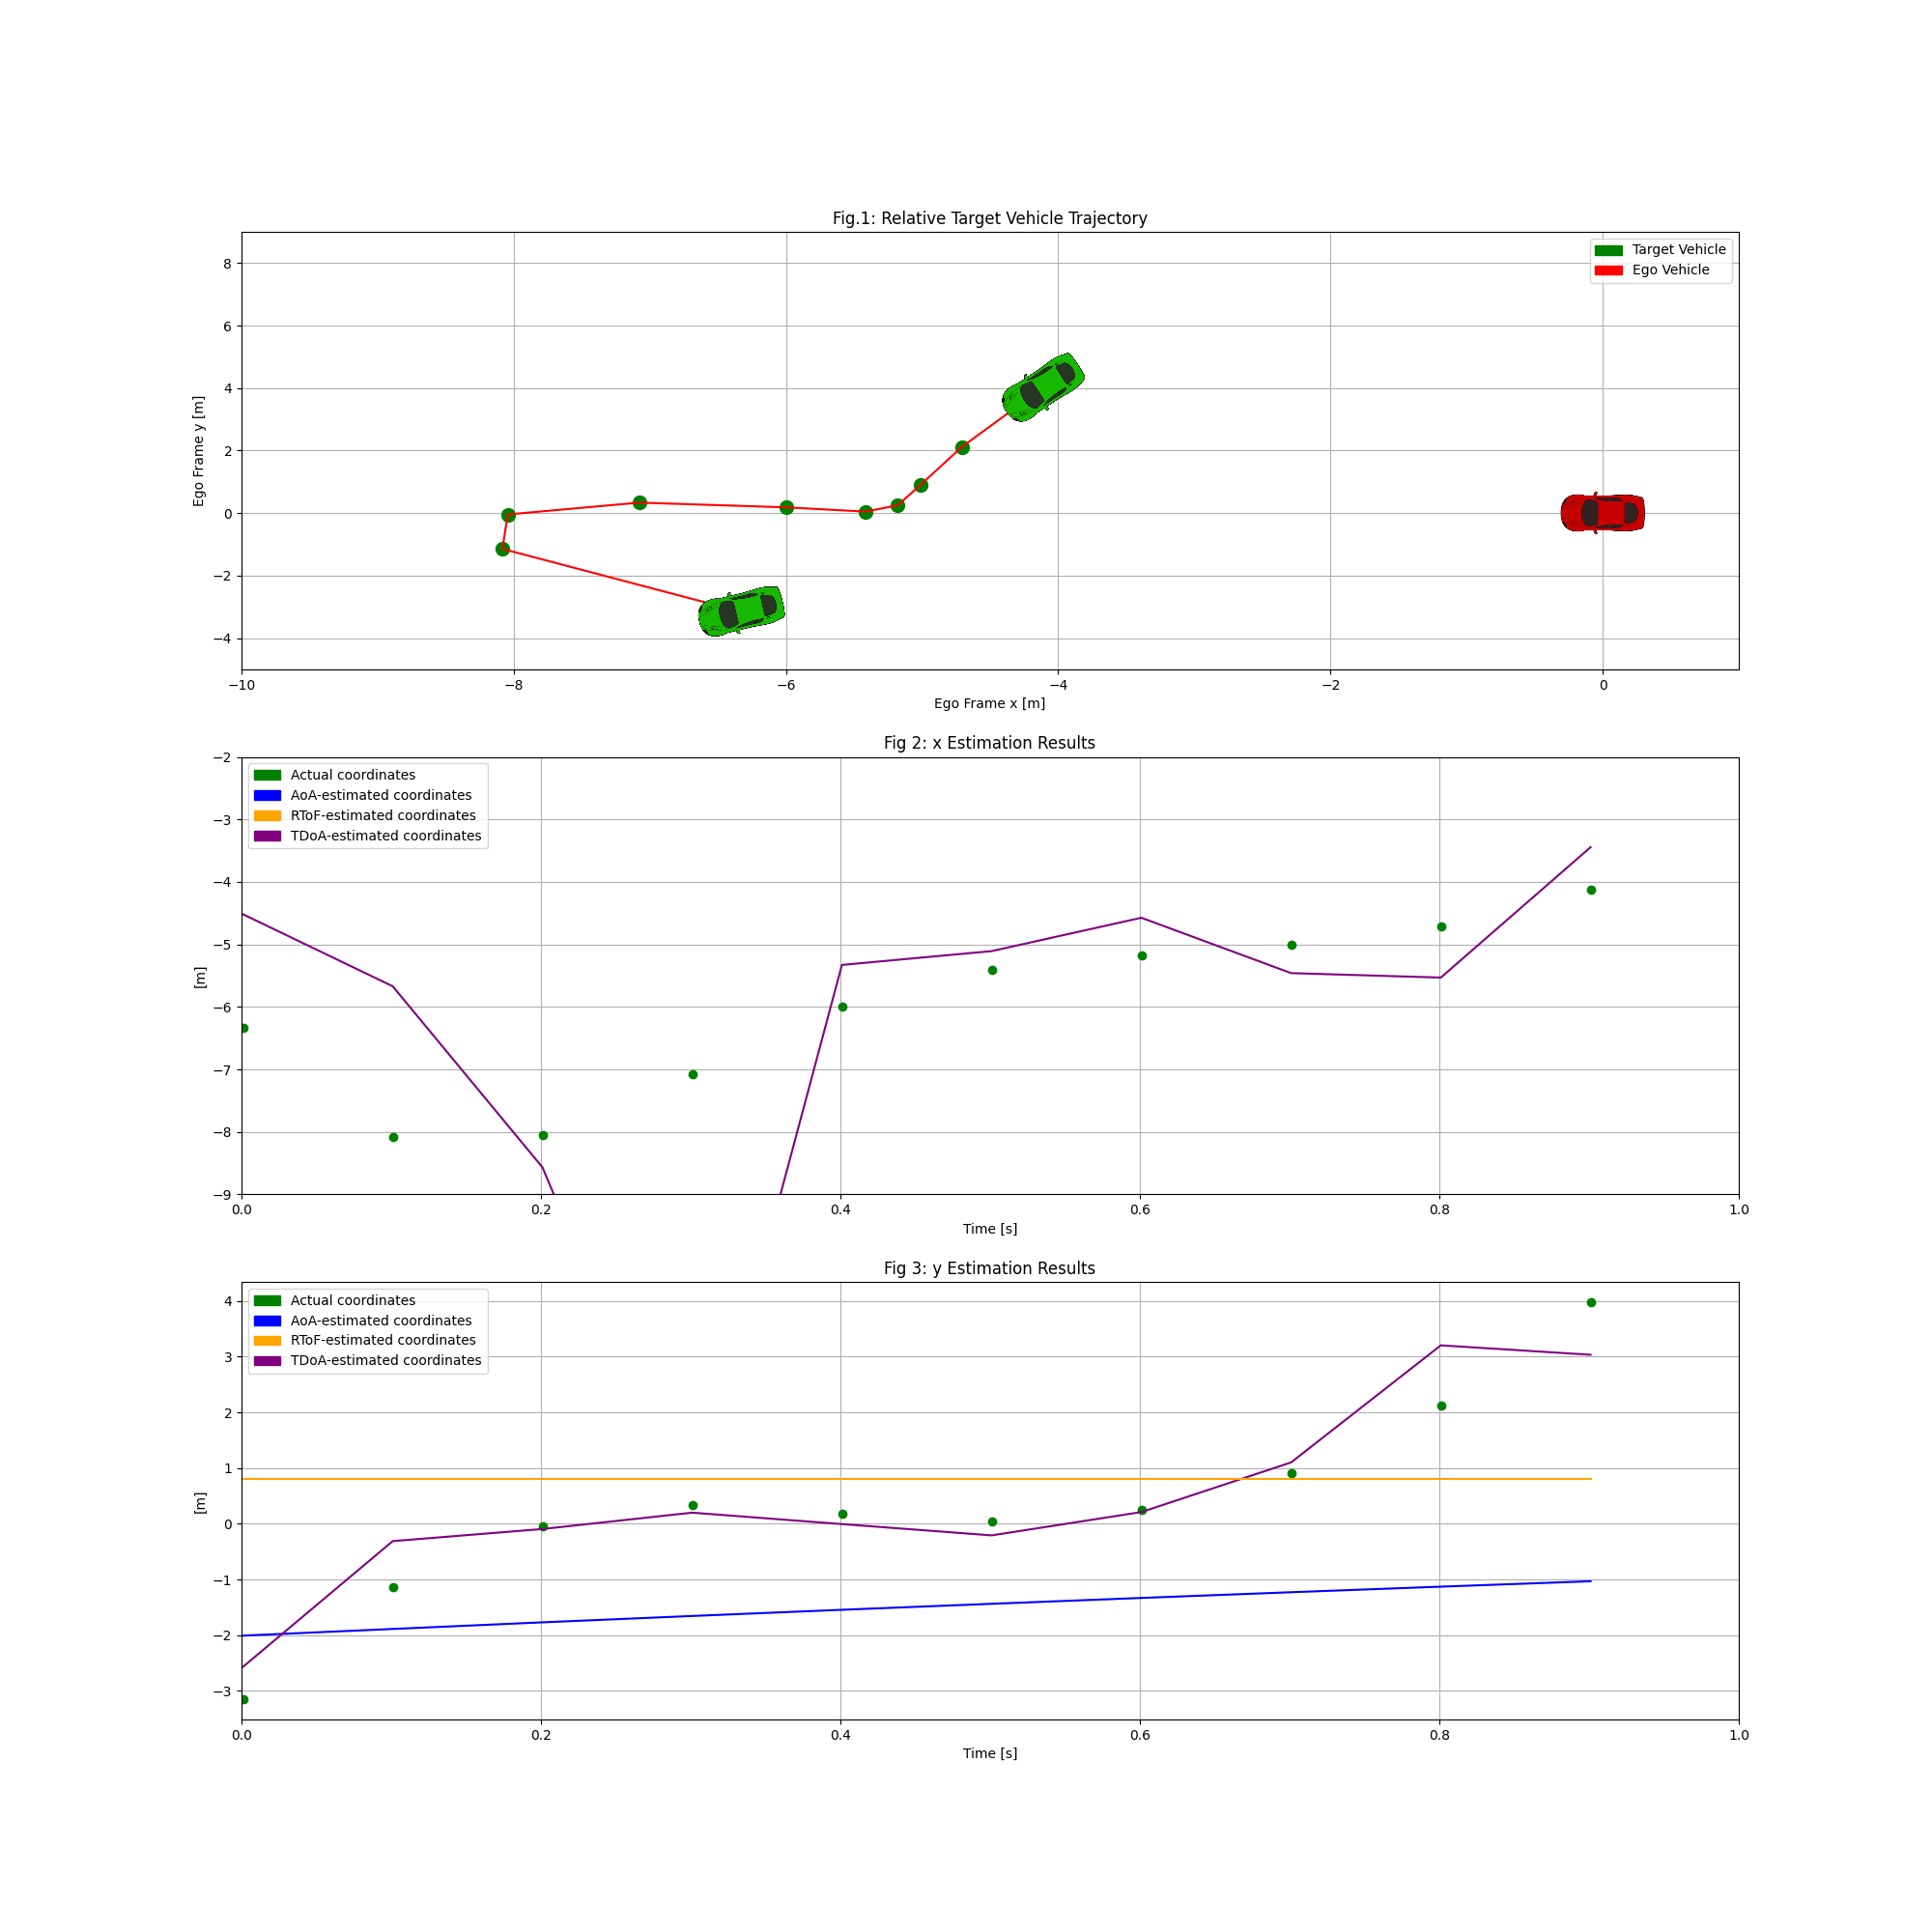 Fig.1: Relative Target Vehicle Trajectory
Target Vehicle
Ego Vehicle
8
6
4
2
0
−2
−4
Ego Frame y [m]
−10 −8 −6 −4 −2 0
Ego Frame x [m]
Fig 2: x Estimation Results
Actual coordinates
AoA-estimated coordinates
RToF-estimated coordinates
TDoA-estimated coordinates
−2
−3
−4
−5
−6
−7
−8
−9
[m]
0.0 0.2 0.4 0.6 0.8 1.0
Time [s]
Fig 3: y Estimation Results
Actual coordinates
AoA-estimated coordinates
RToF-estimated coordinates
TDoA-estimated coordinates
4
3
2
1
0
−1
−2
−3
[m]
0.0 0.2 0.4 0.6 0.8 1.0
Time [s]